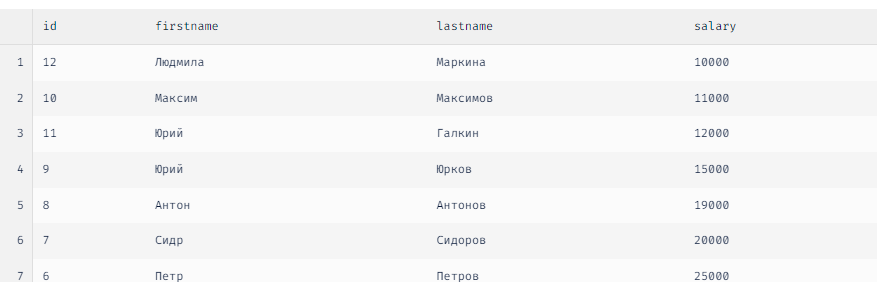 id firstname lastname salary
1 12 Людмила Маркина 10000
2 10 Максим Максимов 11000
3 11 Юрий Галкин 12000
4 9 Юрий Юрков 15000
5 8 Антон Антонов 19000
6 7 Сидр Сидоров 20000
7 6 Петр Петров 25000